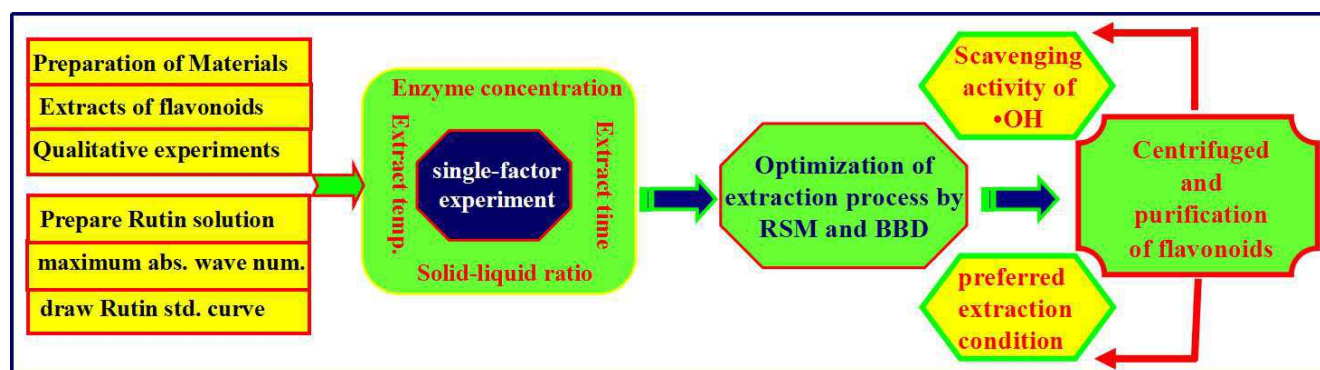 Preparation of Materials
Extracts of flavonoids
Qualitative experiments
Prepare Rutin solution
maximum abs. wave num.
draw Rutin std. curve
Enzyme concentration
Extract temp.
single-factor
experiment
Extract time
Solid-liquid ratio
Optimization of
extraction process by
RSM and BBD
Scavenging
activity of
•OH
preferred
extraction
condition
Centrifuged
and
purification
of flavonoids